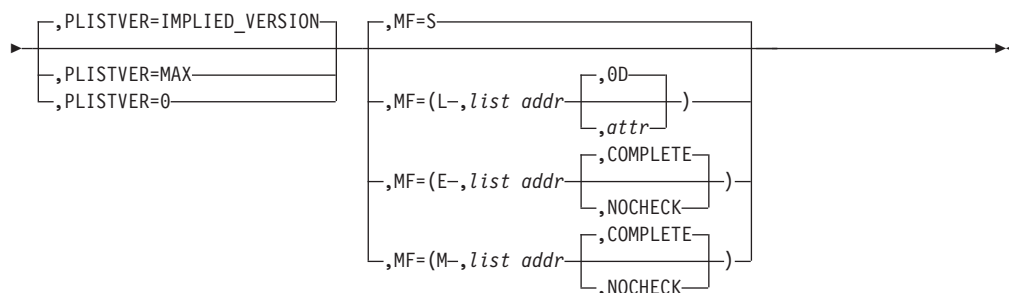 ,PLISTVER=IMPLIED_VERSION ,MF=S
,PLISTVER=MAX
,PLISTVER=0
,0D
,MF=(L ,list addr )
,attr
,COMPLETE
,MF=(E ,list addr )
,NOCHECK
,COMPLETE
,MF=(M ,list addr )
,NOCHECK